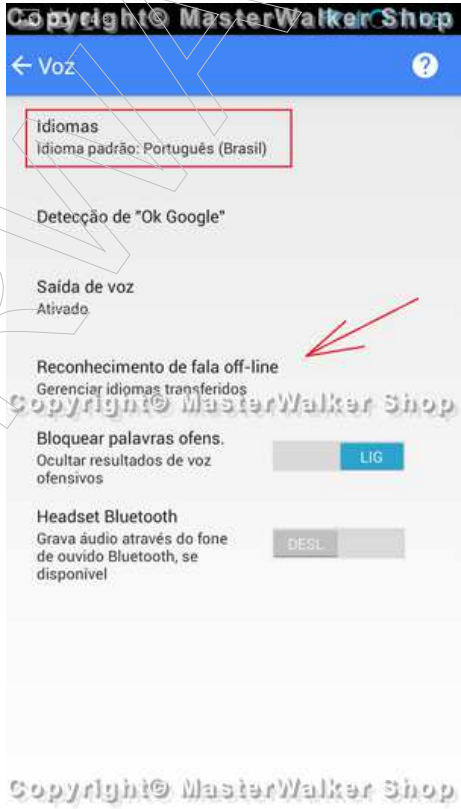 Copyright© MasterWalker Shop
Voz
?
Idiomas
Idioma padrão: Português (Brasil)
Detecção de "Ok Google"
Saída de voz
Ativado
Reconhecimento de fala off-line
Gerenciar idiomas transferidos
Copyright© MasterWalker Shop
Bloquear palavras ofens.
Ocultar resultados de voz
ofensivos
LIG
Headset Bluetooth
Grava áudio através do fone
de ouvido Bluetooth, se
disponível
DESL.
Copyright© MasterWalker Shop